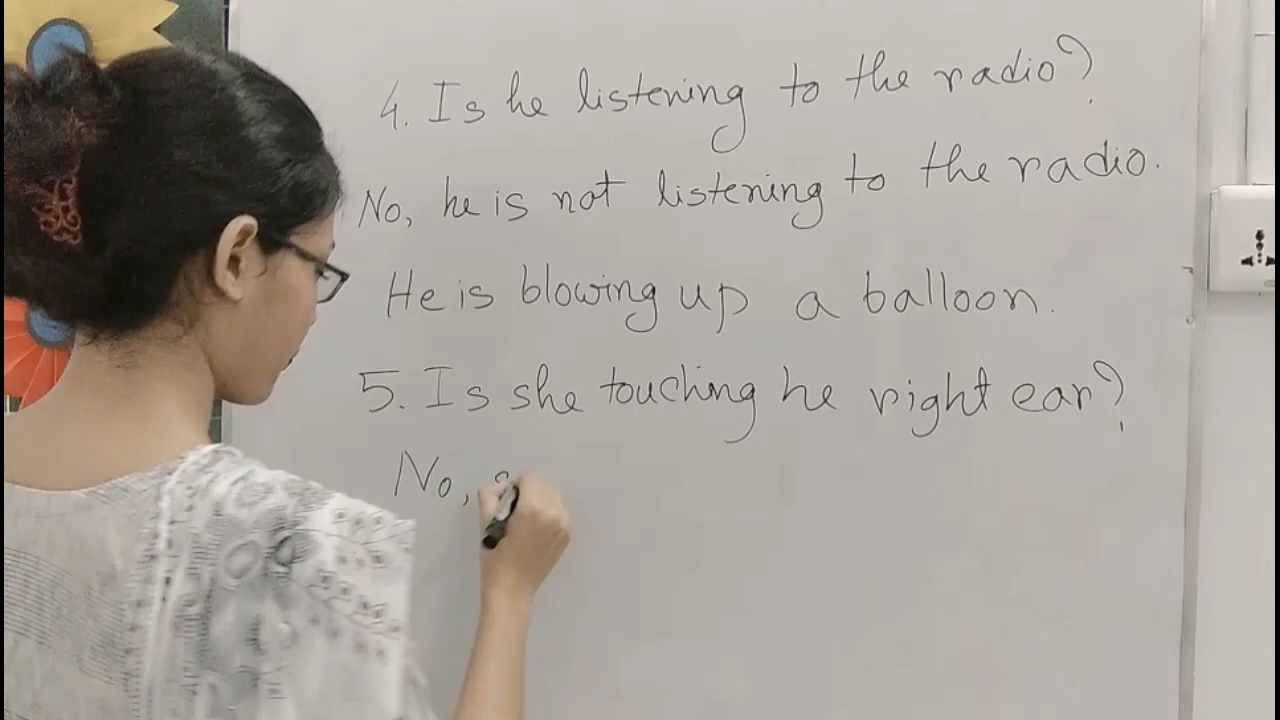 4. Is he listening to the radio?
No, he is not listening to the radio.
He is blowing up a balloon.
5. Is she touching he right ear?
No, s